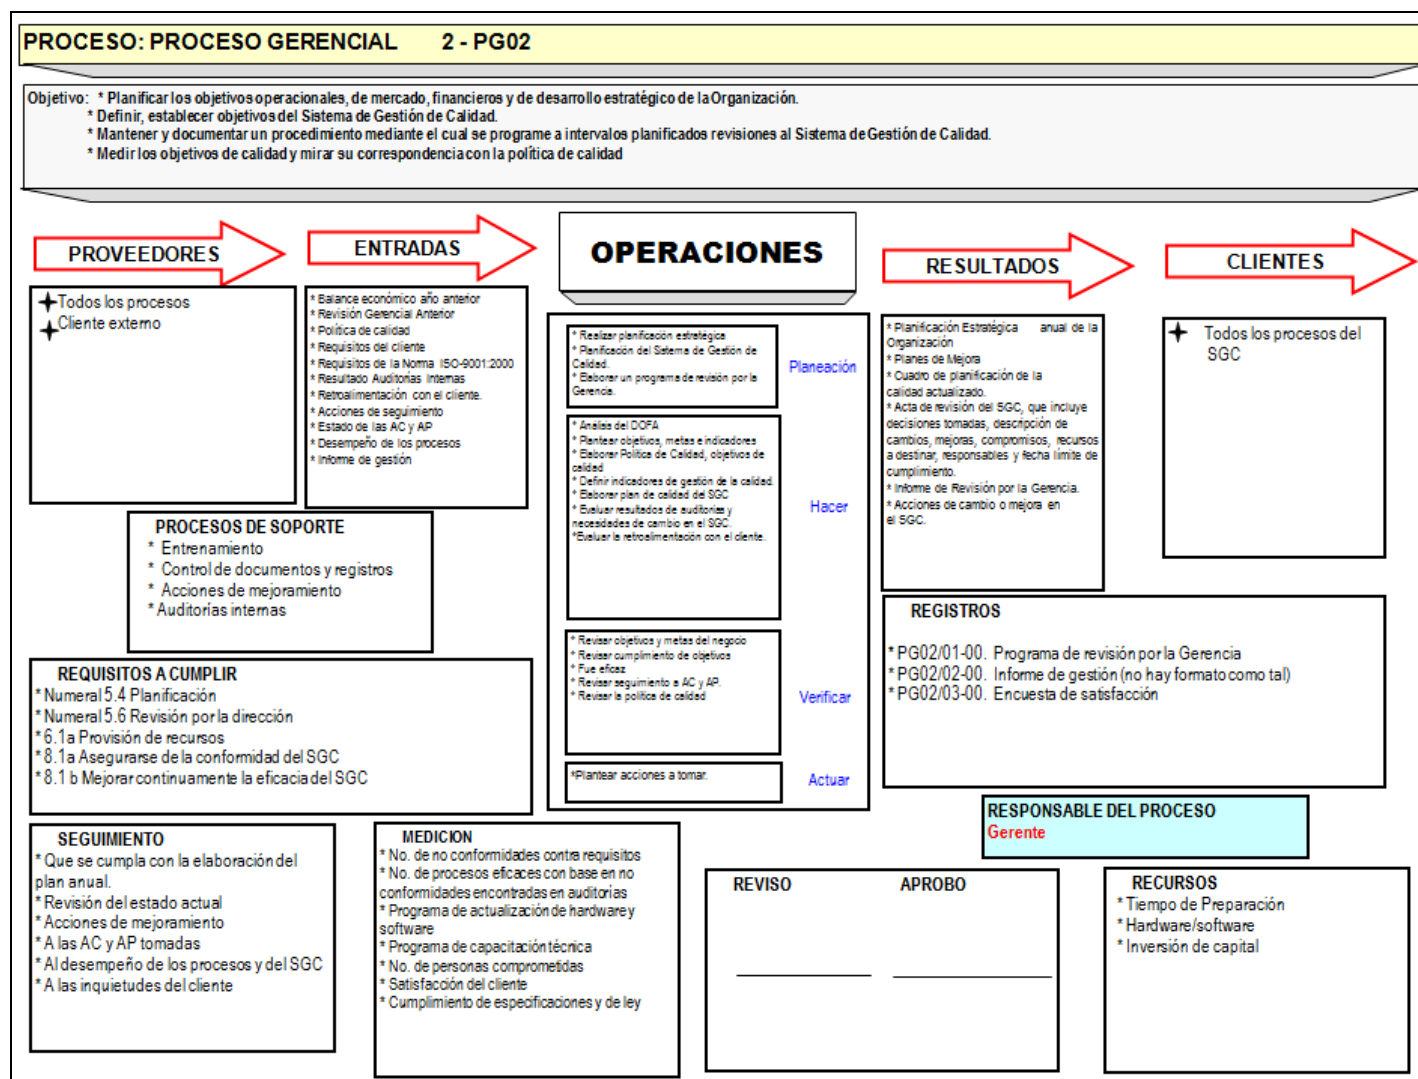 PROCESO: PROCESO GERENCIAL 2 - PG02
Objetivo: * Planificar los objetivos operacionales, de mercado, financieros y de desarrollo estratégico de la Organización.
* Definir, establecer objetivos del Sistema de Gestión de Calidad.
* Mantener y documentar un procedimiento mediante el cual se programe a intervalos planificados revisiones al Sistema de Gestión de Calidad.
* Medir los objetivos de calidad y mirar su correspondencia con la política de calidad
PROVEEDORES
Todos los procesos
Cliente externo
ENTRADAS
* Balance económico año anterior
* Revisión Gerencial Anterior
* Política de calidad
* Requisitos del cliente
* Requisitos de la Norma ISO-9001:2000
* Resultado Auditorías Internas
* Retroalimentación con el cliente.
* Acciones de seguimiento
* Estado de las AC y AP
* Desempeño de los procesos
* Informe de gestión
OPERACIONES
* Realizar planificación estratégica
* Planificación del Sistema de Gestión de
Calidad.
* Elaborar un programa de revisión por la
Gerencia.
Planeación
* Análisis del DOFA
* Plantear objetivos, metas e indicadores
* Elaborar Política de Calidad, objetivos de
calidad
* Definir indicadores de gestión de la calidad.
* Elaborar plan de calidad del SGC
* Evaluar resultados de auditorías y
necesidades de cambio en el SGC.
*Evaluar la retroalimentación con el cliente.
Hacer
* Revisar objetivos y metas del negocio
* Revisar cumplimiento de objetivos
* Fue eficaz
* Revisar seguimiento a AC y AP.
* Revisar la política de calidad
Verificar
*Plantear acciones a tomar.
Actuar
RESULTADOS
* Planificación Estratégica anual de la
Organización
* Planes de Mejora
* Cuadro de planificación de la
calidad actualizado.
* Acta de revisión del SGC, que incluye
decisiones tomadas, descripción de
cambios, mejoras, compromisos, recursos
a destinar, responsables y fecha límite de
cumplimiento.
* Informe de Revisión por la Gerencia.
* Acciones de cambio o mejora en
el SGC.
CLIENTES
Todos los procesos del
SGC
PROCESOS DE SOPORTE
* Entrenamiento
* Control de documentos y registros
* Acciones de mejoramiento
* Auditorías internas
REQUISITOS A CUMPLIR
* Numeral 5.4 Planificación
* Numeral 5.6 Revisión por la dirección
* 6.1a Provisión de recursos
* 8.1a Asegurarse de la conformidad del SGC
* 8.1 b Mejorar continuamente la eficacia del SGC
REGISTROS
* PG02/01-00. Programa de revisión por la Gerencia
* PG02/02-00. Informe de gestión (no hay formato como tal)
* PG02/03-00. Encuesta de satisfacción
RESPONSABLE DEL PROCESO
Gerente
SEGUIMIENTO
* Que se cumpla con la elaboración del
plan anual.
* Revisión del estado actual
* Acciones de mejoramiento
* A las AC y AP tomadas
* Al desempeño de los procesos y del SGC
* A las inquietudes del cliente
MEDICION
* No. de no conformidades contra requisitos
* No. de procesos eficaces con base en no
conformidades encontradas en auditorías
* Programa de actualización de hardware y
software
* Programa de capacitación técnica
* No. de personas comprometidas
* Satisfacción del cliente
* Cumplimiento de especificaciones y de ley
REVISO APROBO
RECURSOS
* Tiempo de Preparación
* Hardware/software
* Inversión de capital